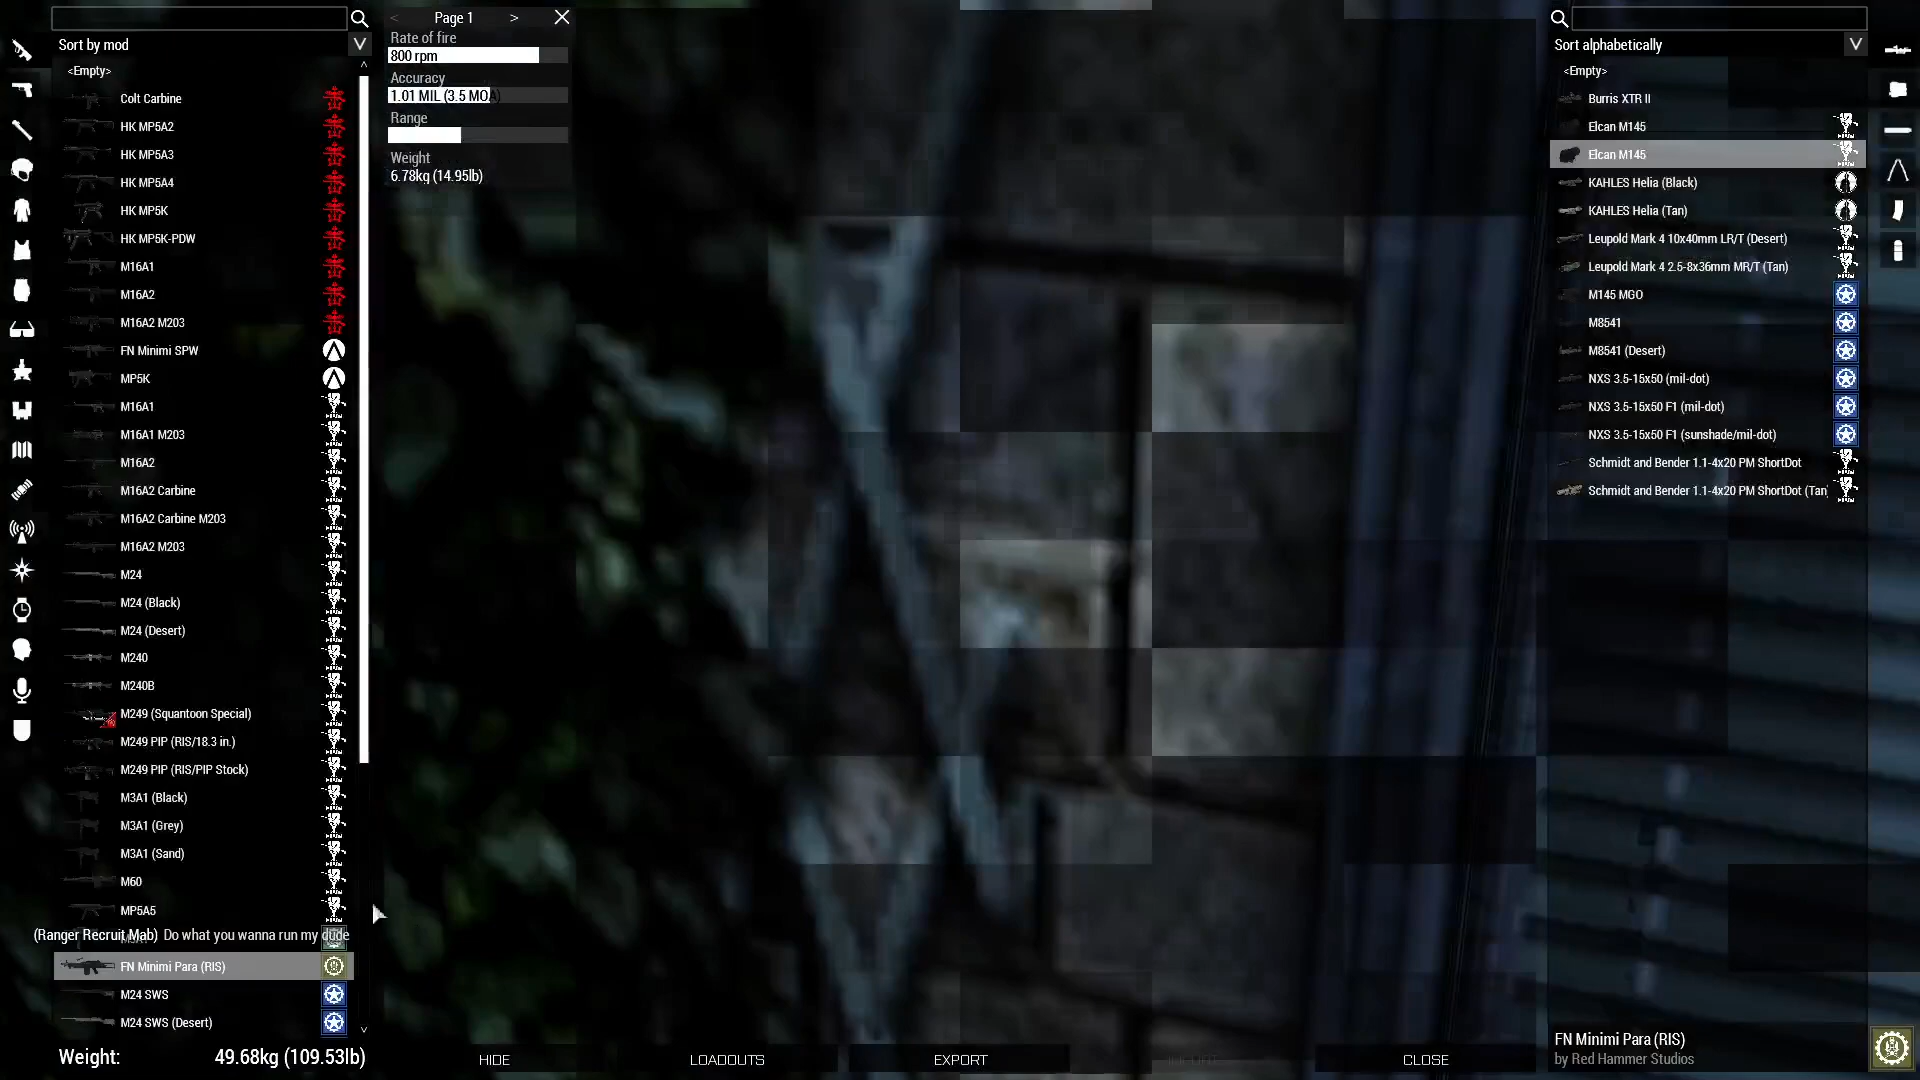 Sort by mod
<Empty>
Colt Carbine
HK MP5A2
HK MP5A3
HK MP5A4
HK MP5K
HK MP5K-PDW
M16A1
M16A2
M16A2 M203
FN Minimi SPW
MP5K
M16A1
M16A1 M203
M16A2
M16A2 Carbine
M16A2 Carbine M203
M16A2 M203
M24
M24 (Black)
M24 (Desert)
M240
M240B
M249 (Squantoon Special)
M249 PIP (RIS/18.3 in.)
M249 PIP (RIS/PIP Stock)
M3A1 (Black)
M3A1 (Grey)
M3A1 (Sand)
M60
MP5A5
(Ranger Recruit Mab) Do what you wanna run my dude
FN Minimi Para (RIS)
M24 SWS
M24 SWS (Desert)
Weight: 49.68kg (109.53lb)
< Page 1 >
Rate of fire
800 rpm
Accuracy
1.01 MIL (3.5 MOA)
Range
Weight
6.78kg (14.95lb)
HIDE
LOADOUTS
EXPORT
CLOSE
Sort alphabetically
<Empty>
Burris XTR II
Elcan M145
Elcan M145
KAHLES Helia (Black)
KAHLES Helia (Tan)
Leupold Mark 4 10x40mm LR/T (Desert)
Leupold Mark 4 2.5-8x36mm MR/T (Tan)
M145 MGO
M8541
M8541 (Desert)
NXS 3.5-15x50 (mil-dot)
NXS 3.5-15x50 F1 (mil-dot)
NXS 3.5-15x50 F1 (sunshade/mil-dot)
Schmidt and Bender 1.1-4x20 PM ShortDot
Schmidt and Bender 1.1-4x20 PM ShortDot (Tan
FN Minimi Para (RIS)
by Red Hammer Studios